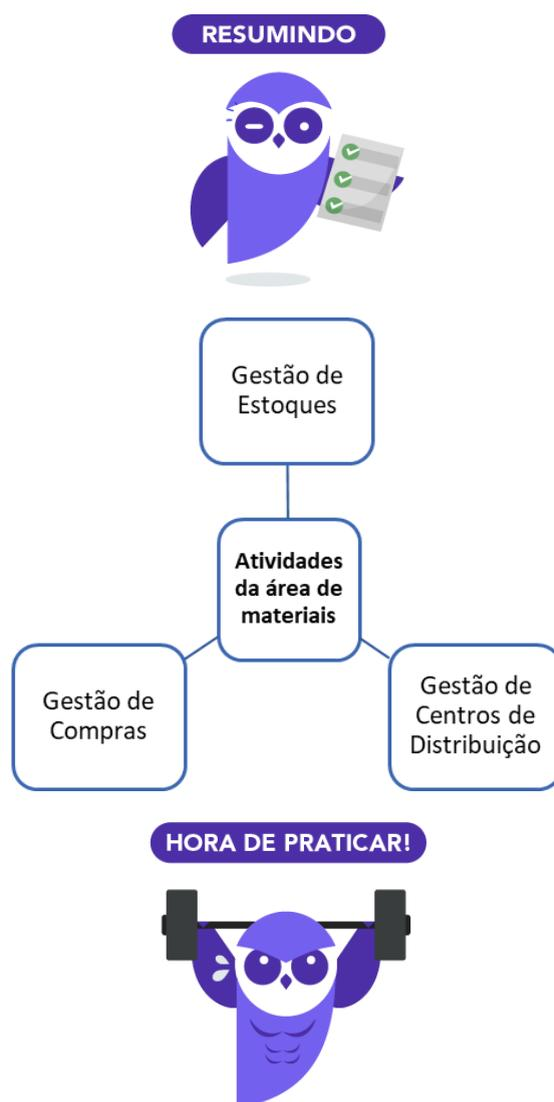 RESUMINDO
Gestão de
Estoques
Atividades
da área de
materiais
Gestão de
Compras
Gestão de
Centros de
Distribuição
HORA DE PRATICAR!